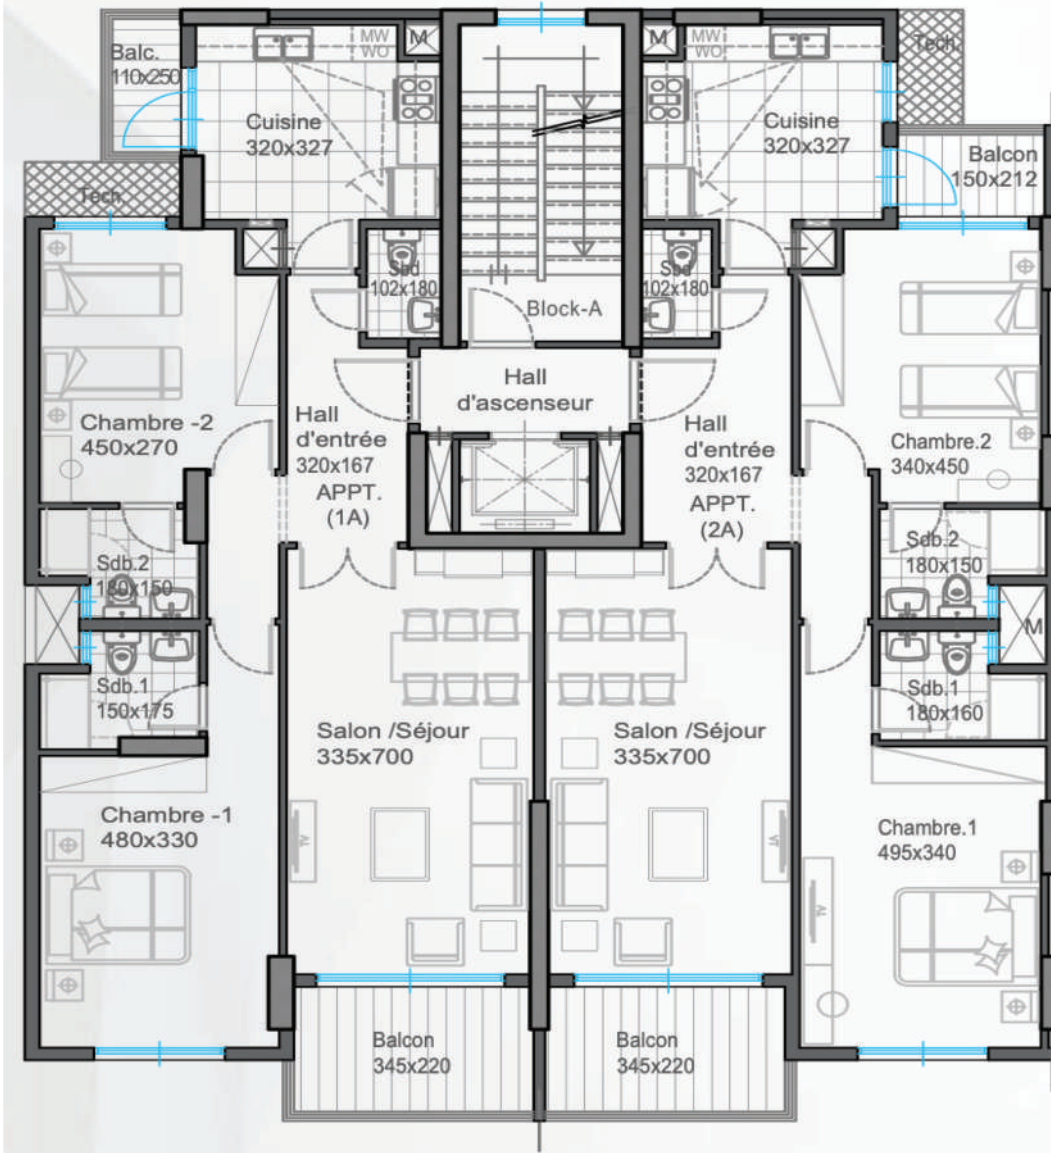 Balc.
110x250
MW
WO
M
M
MW
WO
Tech.
Cuisine
320x327
Cuisine
320x327
Balcon
150x212
Tech.
Sbd
102x180
Sbd
102x180
Block-A
Hall
d'ascenseur
Chambre -2
450x270
Hall
d'entrée
320x167
APPT.
(1A)
Hall
d'entrée
320x167
APPT.
(2A)
Chambre.2
340x450
Sdb.2
180x150
Sdb.2
180x150
M
Sdb.1
150x175
Sdb.1
180x160
Salon /Séjour
335x700
Salon /Séjour
335x700
Chambre -1
480x330
Chambre.1
495x340
Balcon
345x220
Balcon
345x220